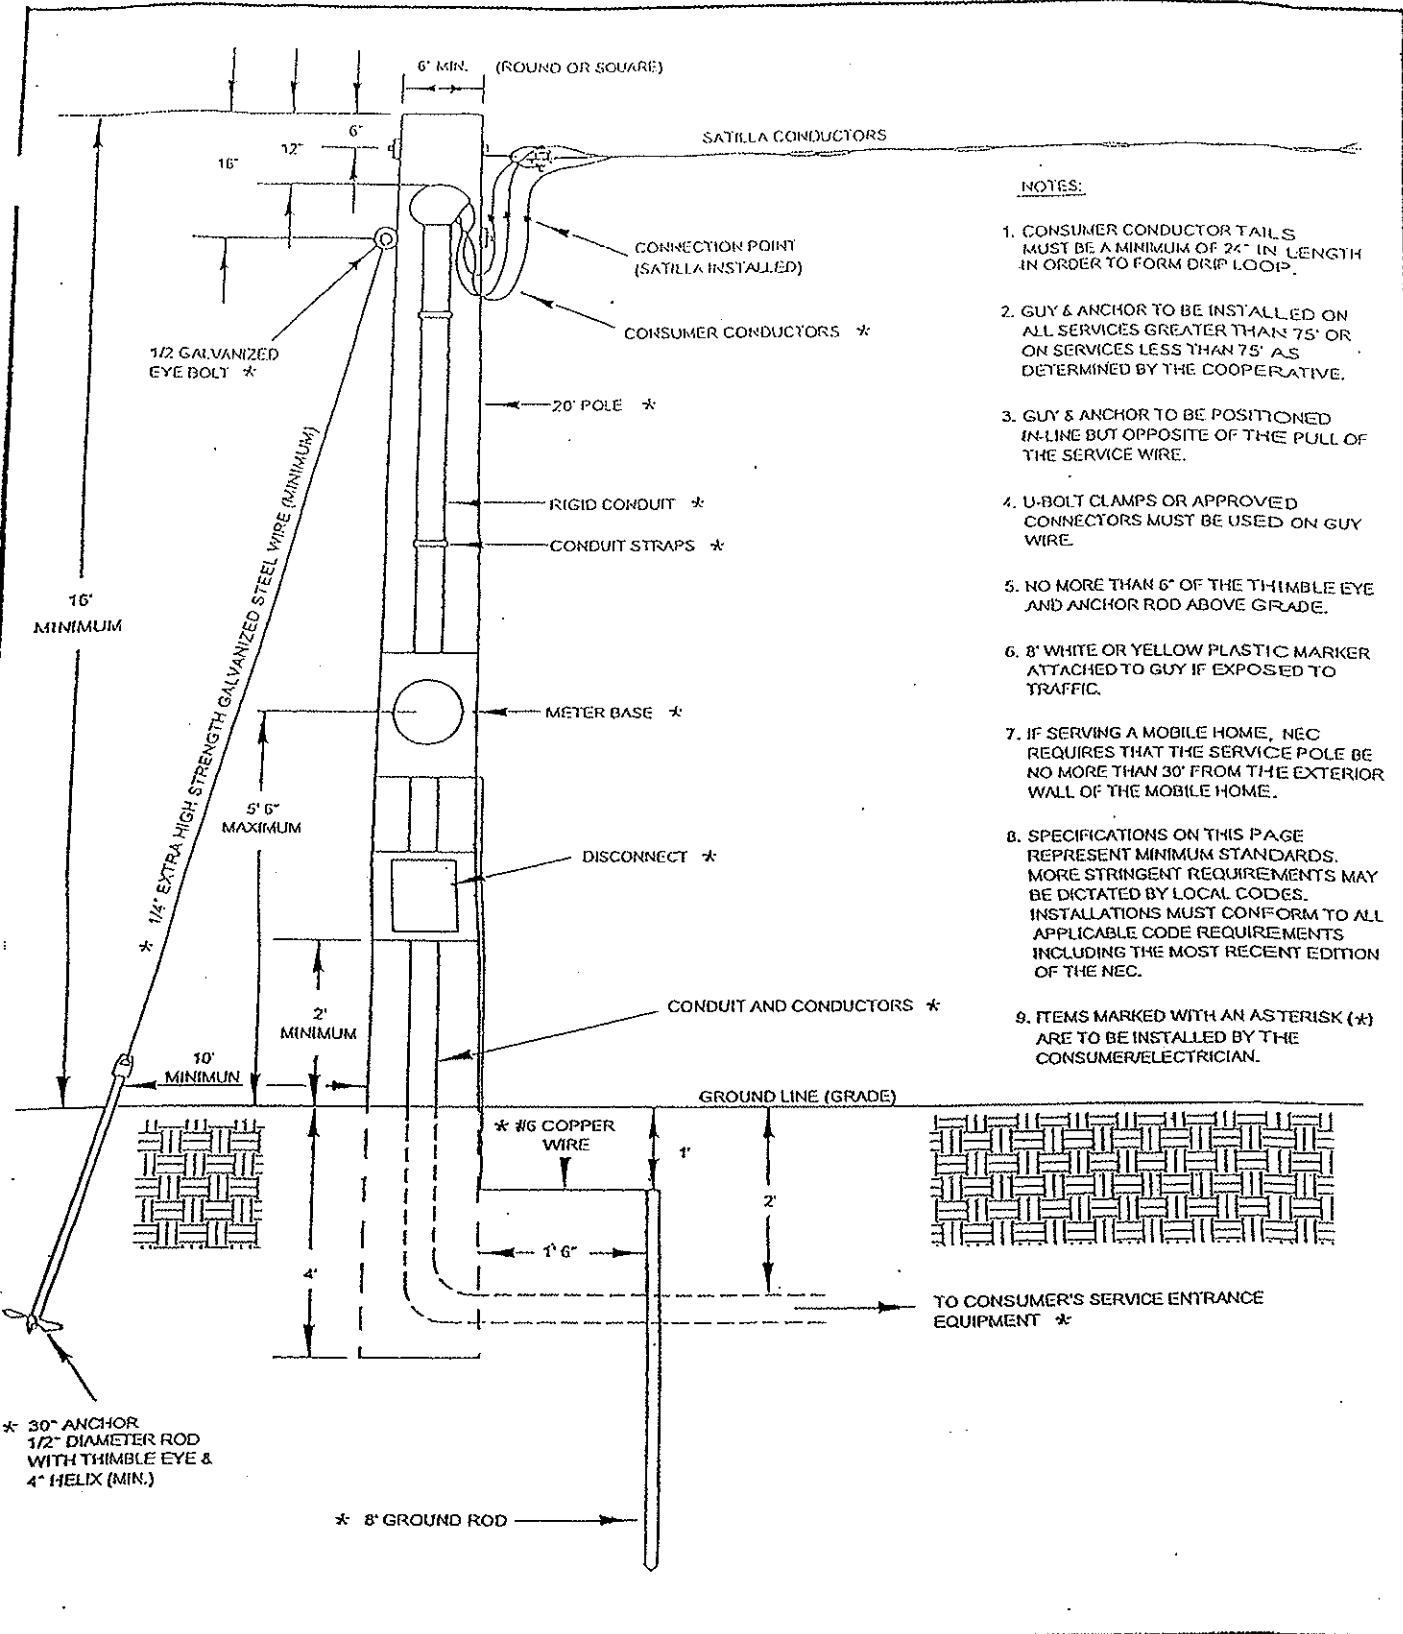 6" MIN. (ROUND OR SQUARE)
SATILLA CONDUCTORS
6"
12"
16"
CONNECTION POINT
(SATILLA INSTALLED)
CONSUMER CONDUCTORS *
1/2 GALVANIZED
EYE BOLT *
20' POLE *
RIGID CONDUIT *
CONDUIT STRAPS *
* 1/4" EXTRA HIGH STRENGTH GALVANIZED STEEL WIRE (MINIMUM)
16'
MINIMUM
METER BASE *
5' 6"
MAXIMUM
DISCONNECT *
CONDUIT AND CONDUCTORS *
2'
MINIMUM
10'
MINIMUN
GROUND LINE (GRADE)
* #6 COPPER
WIRE
1'
2'
1' 6"
4'
TO CONSUMER'S SERVICE ENTRANCE
EQUIPMENT *
* 30" ANCHOR
1/2" DIAMETER ROD
WITH THIMBLE EYE &
4" HELIX (MIN.)
* 8' GROUND ROD
NOTES:
1. CONSUMER CONDUCTOR TAILS
MUST BE A MINIMUM OF 24" IN LENGTH
IN ORDER TO FORM DRIP LOOP.
2. GUY & ANCHOR TO BE INSTALLED ON
ALL SERVICES GREATER THAN 75' OR
ON SERVICES LESS THAN 75' AS
DETERMINED BY THE COOPERATIVE.
3. GUY & ANCHOR TO BE POSITIONED
IN-LINE BUT OPPOSITE OF THE PULL OF
THE SERVICE WIRE.
4. U-BOLT CLAMPS OR APPROVED
CONNECTORS MUST BE USED ON GUY
WIRE.
5. NO MORE THAN 6" OF THE THIMBLE EYE
AND ANCHOR ROD ABOVE GRADE.
6. 8' WHITE OR YELLOW PLASTIC MARKER
ATTACHED TO GUY IF EXPOSED TO
TRAFFIC.
7. IF SERVING A MOBILE HOME, NEC
REQUIRES THAT THE SERVICE POLE BE
NO MORE THAN 30' FROM THE EXTERIOR
WALL OF THE MOBILE HOME.
8. SPECIFICATIONS ON THIS PAGE
REPRESENT MINIMUM STANDARDS.
MORE STRINGENT REQUIREMENTS MAY
BE DICTATED BY LOCAL CODES.
INSTALLATIONS MUST CONFORM TO ALL
APPLICABLE CODE REQUIREMENTS
INCLUDING THE MOST RECENT EDITION
OF THE NEC.
9. ITEMS MARKED WITH AN ASTERISK (*)
ARE TO BE INSTALLED BY THE
CONSUMER/ELECTRICIAN.